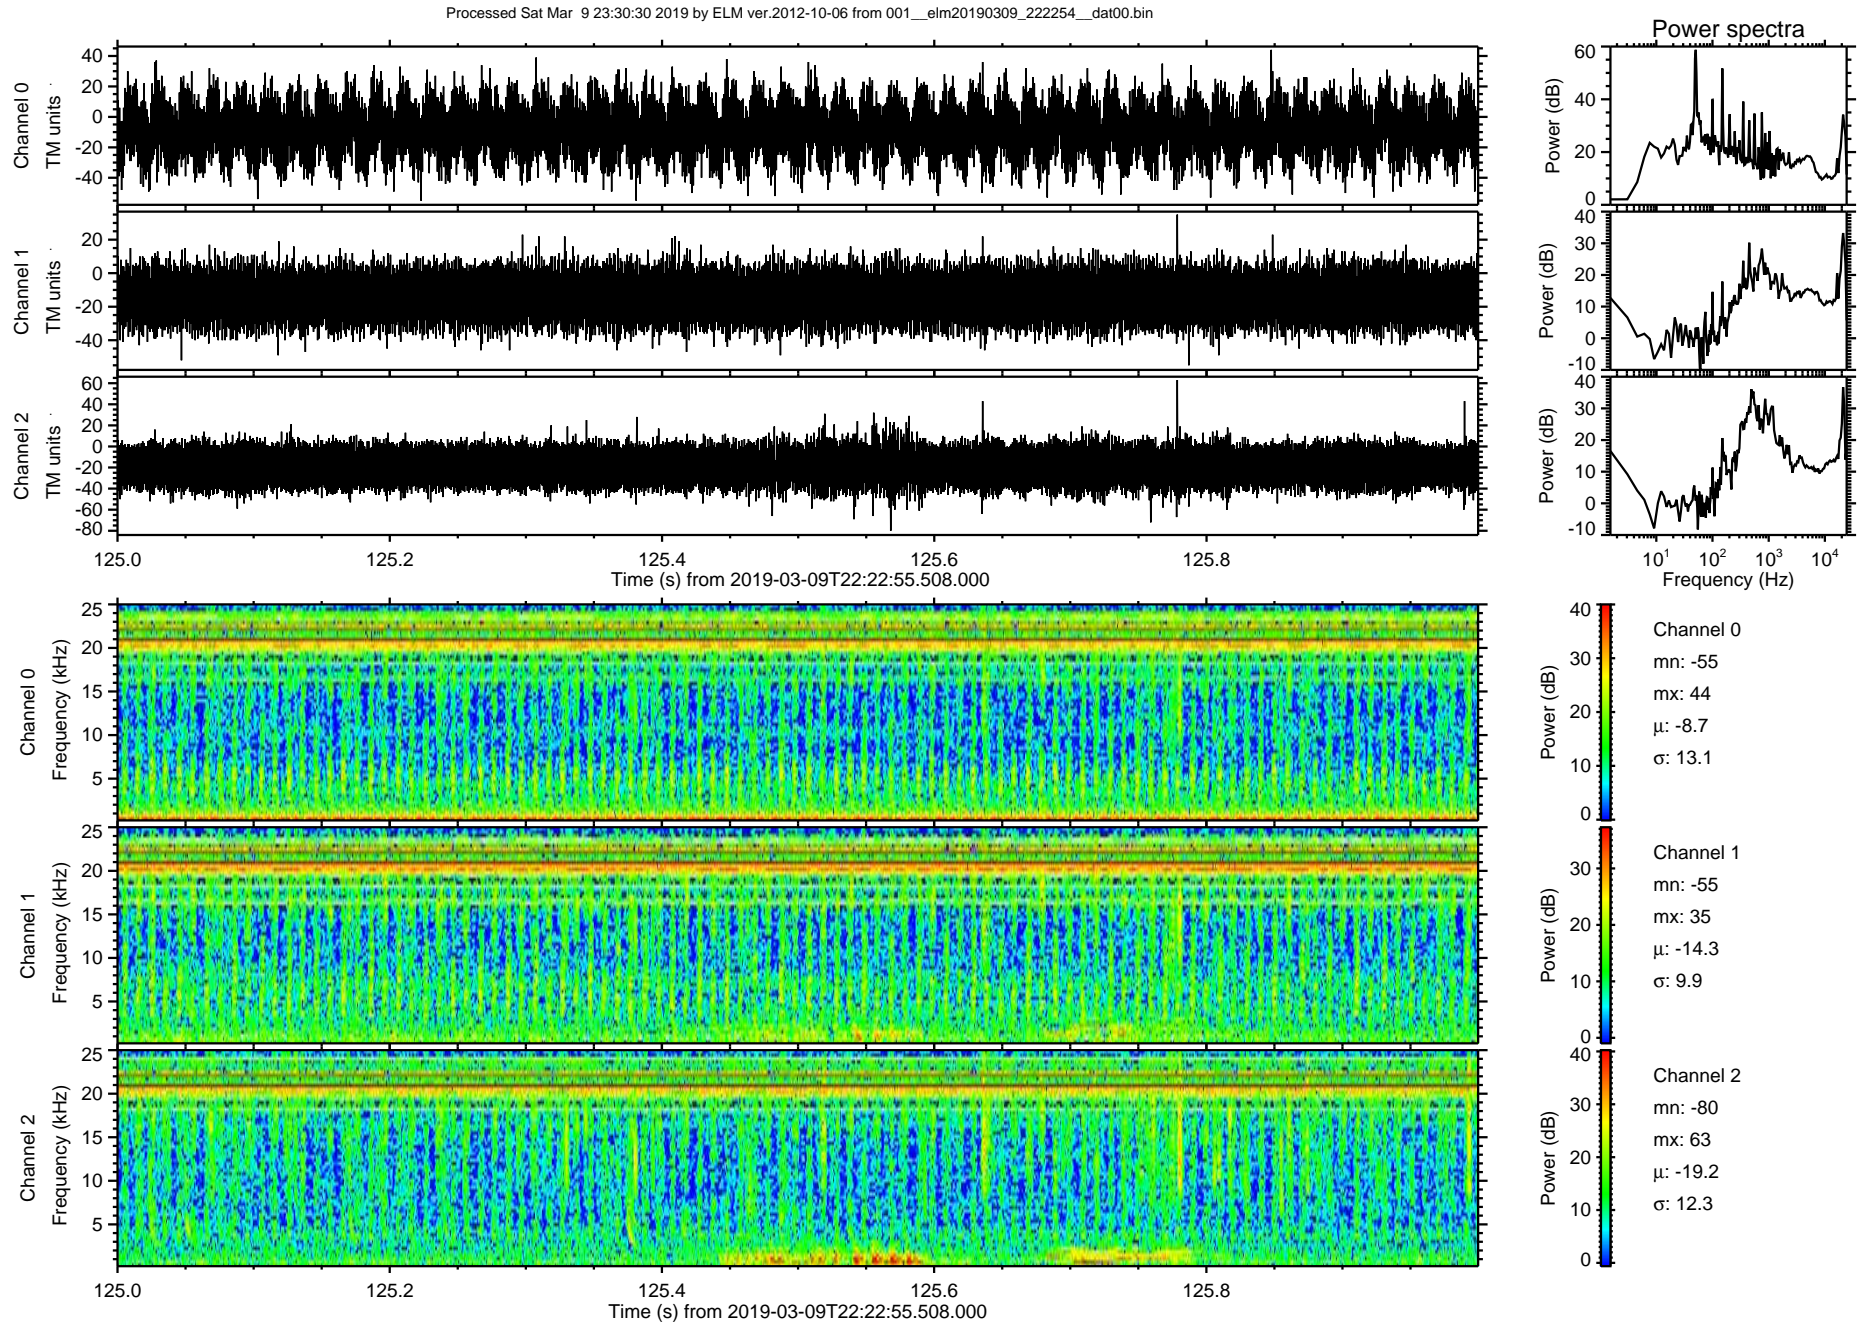 Processed Sat Mar 9 23:30:30 2019 by ELM ver.2012-10-06 from 001__elm20190309_222254__dat00.bin
Power spectra
Channel 0
TM units
40
20
0
-20
-40
Power (dB)
60
40
20
0
Channel 1
TM units
20
0
-20
-40
Power (dB)
40
30
20
10
0
-10
Channel 2
TM units
60
40
20
0
-20
-40
-60
-80
Power (dB)
40
30
20
10
0
-10
125.0 125.2 125.4 125.6 125.8
Time (s) from 2019-03-09T22:22:55.508.000
10¹ 10² 10³ 10⁴
Frequency (Hz)
Channel 0
Frequency (kHz)
25
20
15
10
5
Power (dB)
40
30
20
10
0
Channel 0
mn: -55
mx: 44
μ: -8.7
σ: 13.1
Channel 1
Frequency (kHz)
25
20
15
10
5
Power (dB)
30
20
10
0
Channel 1
mn: -55
mx: 35
μ: -14.3
σ: 9.9
Channel 2
Frequency (kHz)
25
20
15
10
5
Power (dB)
40
30
20
10
0
Channel 2
mn: -80
mx: 63
μ: -19.2
σ: 12.3
125.0 125.2 125.4 125.6 125.8
Time (s) from 2019-03-09T22:22:55.508.000